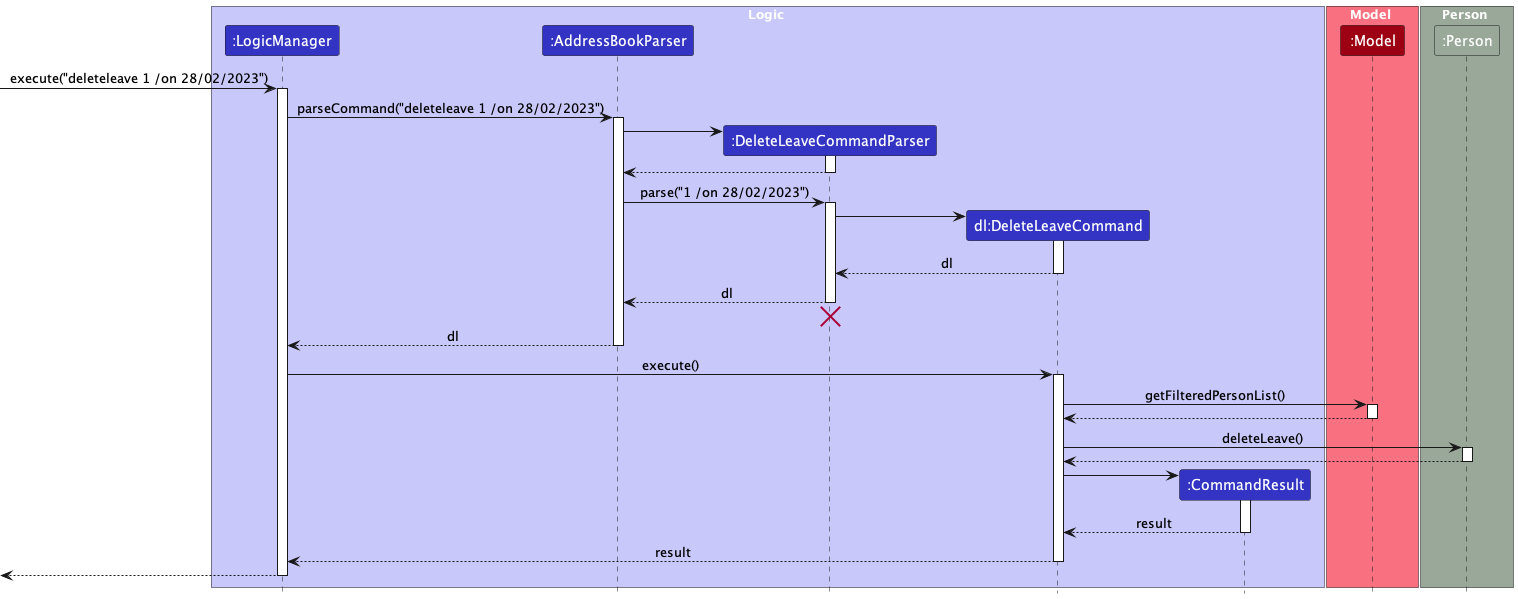 Logic
Model
Person
:LogicManager
:AddressBookParser
:Model
:Person
execute("deleteleave 1 /on 28/02/2023")
parseCommand("deleteleave 1 /on 28/02/2023")
:DeleteLeaveCommandParser
parse("1 /on 28/02/2023")
dl:DeleteLeaveCommand
dl
dl
dl
execute()
getFilteredPersonList()
deleteLeave()
:CommandResult
result
result